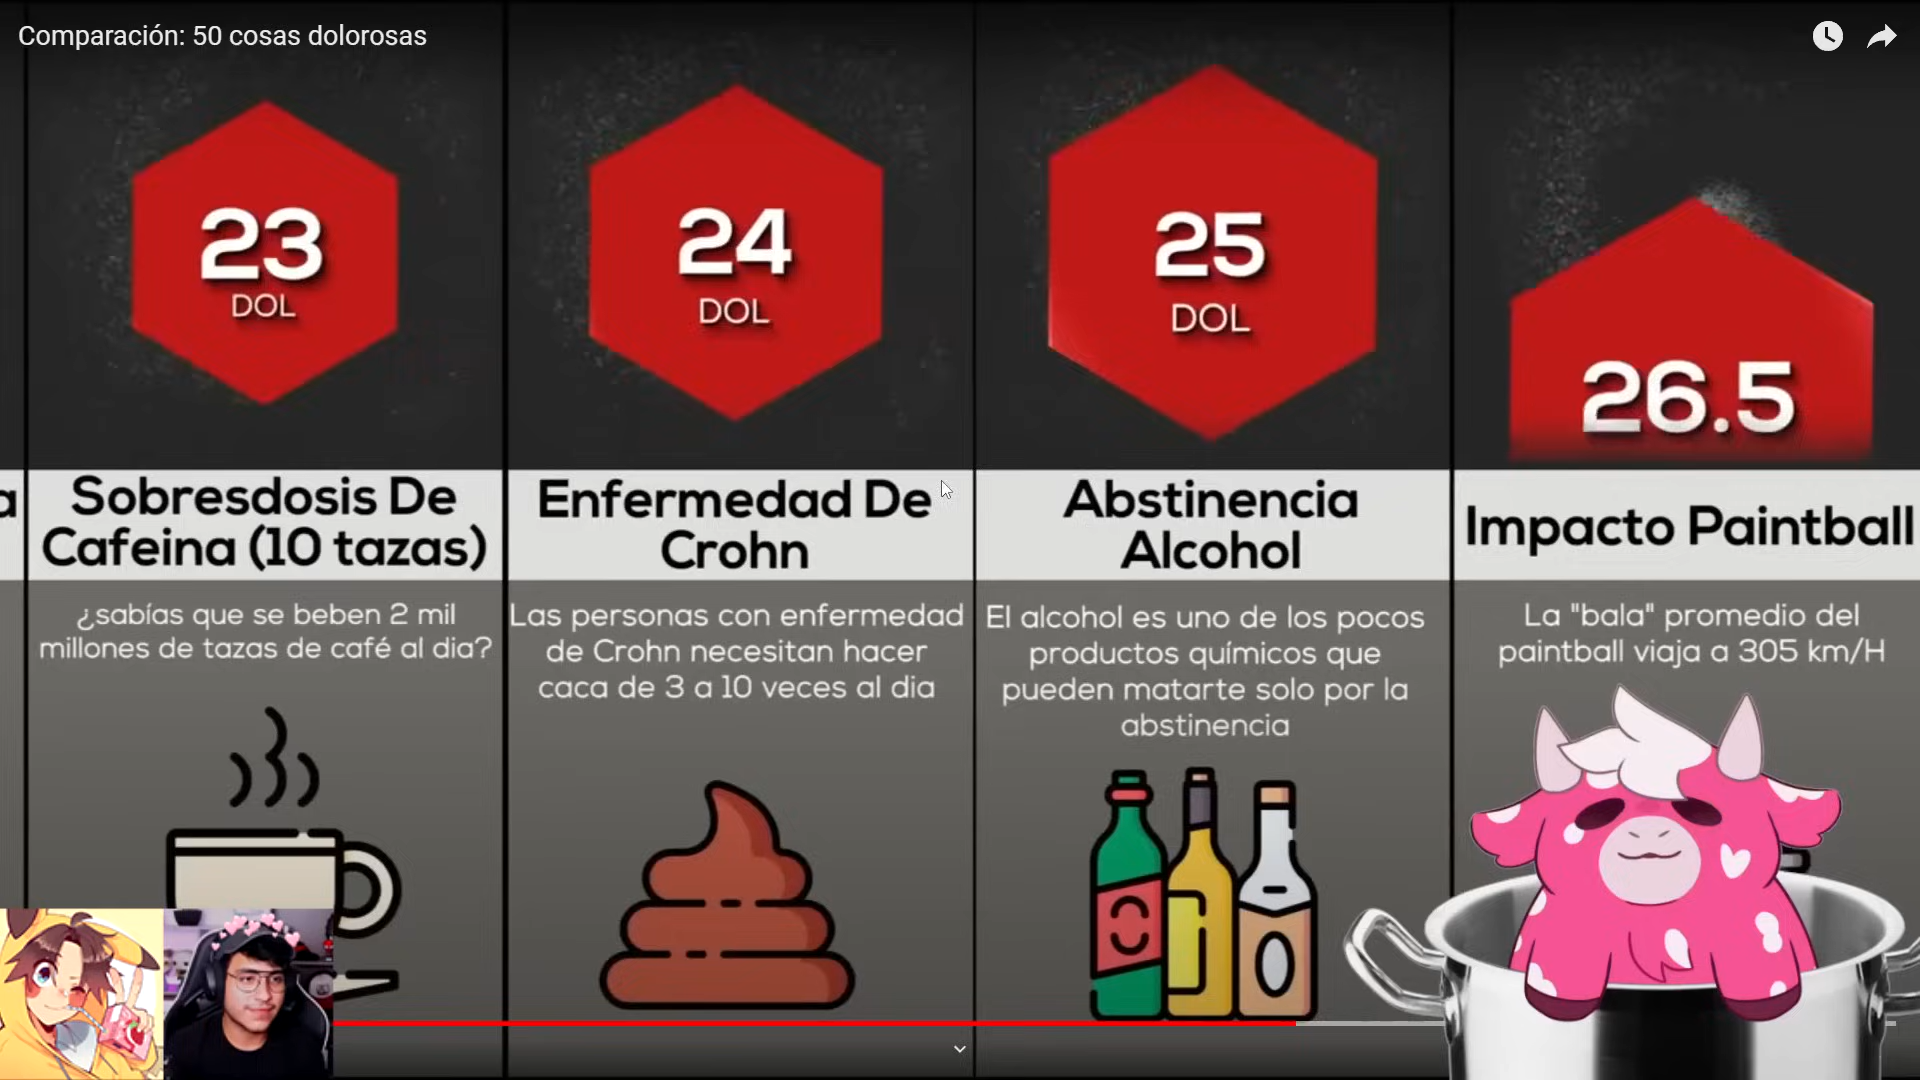 Comparación: 50 cosas dolorosas
23
DOL
24
DOL
25
DOL
26.5
a
Sobresdosis De
Cafeina (10 tazas)
Enfermedad De
Crohn
Abstinencia
Alcohol
Impacto Paintball
¿sabías que se beben 2 mil
millones de tazas de café al dia?
Las personas con enfermedad
de Crohn necesitan hacer
caca de 3 a 10 veces al dia
El alcohol es uno de los pocos
productos químicos que
pueden matarte solo por la
abstinencia
La "bala" promedio del
paintball viaja a 305 km/H